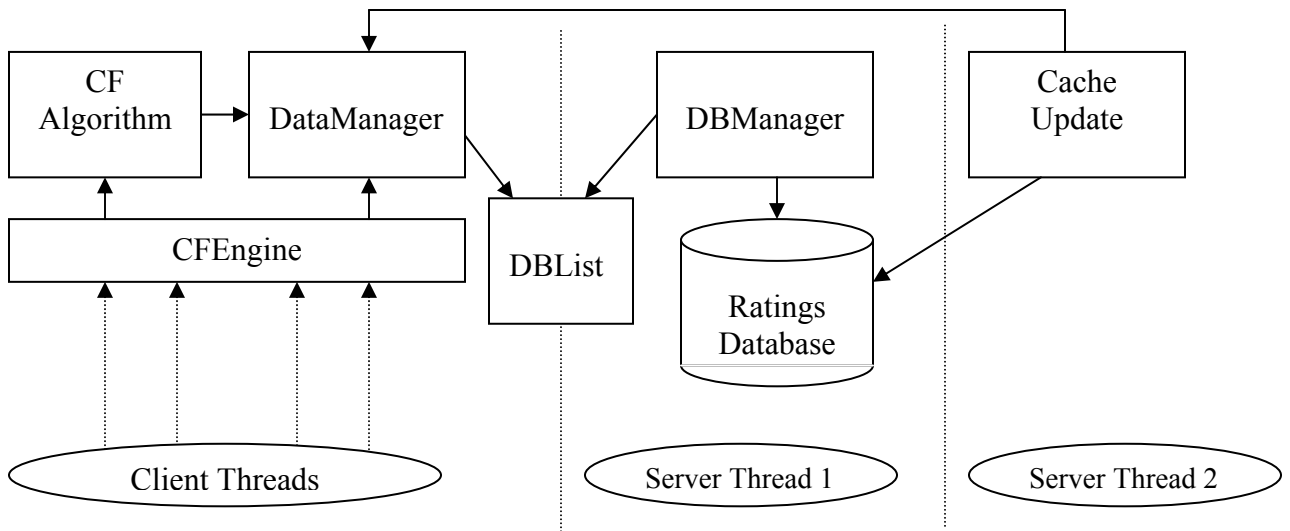 CF
Algorithm
DataManager
DBManager
Cache
Update
CFEngine
DBList
Ratings
Database
Client Threads
Server Thread 1
Server Thread 2